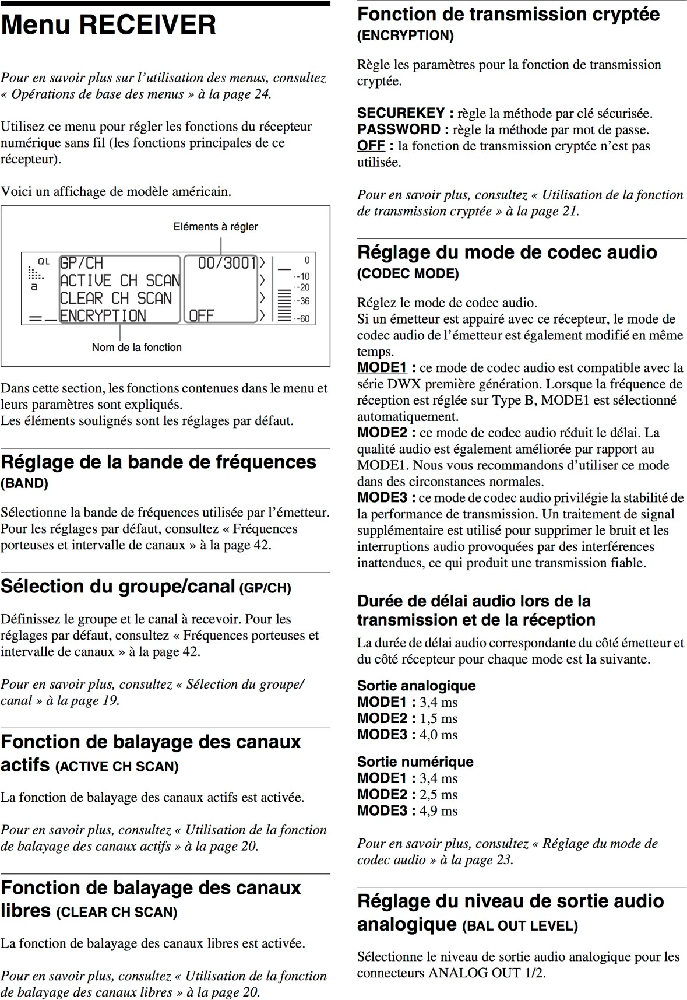 Menu RECEIVER
Pour en savoir plus sur l’utilisation des menus, consultez
« Opérations de base des menus » à la page 24.
Utilisez ce menu pour régler les fonctions du récepteur
numérique sans fil (les fonctions principales de ce
récepteur).
Voici un affichage de modèle américain.
Eléments à régler
QL
a
GP/CH 00/3001
ACTIVE CH SCAN
CLEAR CH SCAN
ENCRYPTION OFF
0
-10
-20
-36
-60
Nom de la fonction
Dans cette section, les fonctions contenues dans le menu et
leurs paramètres sont expliqués.
Les éléments soulignés sont les réglages par défaut.
Réglage de la bande de fréquences
(BAND)
Sélectionne la bande de fréquences utilisée par l’émetteur.
Pour les réglages par défaut, consultez « Fréquences
porteuses et intervalle de canaux » à la page 42.
Sélection du groupe/canal (GP/CH)
Définissez le groupe et le canal à recevoir. Pour les
réglages par défaut, consultez « Fréquences porteuses et
intervalle de canaux » à la page 42.
Pour en savoir plus, consultez « Sélection du groupe/
canal » à la page 19.
Fonction de balayage des canaux
actifs (ACTIVE CH SCAN)
La fonction de balayage des canaux actifs est activée.
Pour en savoir plus, consultez « Utilisation de la fonction
de balayage des canaux actifs » à la page 20.
Fonction de balayage des canaux
libres (CLEAR CH SCAN)
La fonction de balayage des canaux libres est activée.
Pour en savoir plus, consultez « Utilisation de la fonction
de balayage des canaux libres » à la page 20.
Fonction de transmission cryptée
(ENCRYPTION)
Règle les paramètres pour la fonction de transmission
cryptée.
SECUREKEY : règle la méthode par clé sécurisée.
PASSWORD : règle la méthode par mot de passe.
OFF : la fonction de transmission cryptée n’est pas
utilisée.
Pour en savoir plus, consultez « Utilisation de la fonction
de transmission cryptée » à la page 21.
Réglage du mode de codec audio
(CODEC MODE)
Réglez le mode de codec audio.
Si un émetteur est appairé avec ce récepteur, le mode de
codec audio de l’émetteur est également modifié en même
temps.
MODE1 : ce mode de codec audio est compatible avec la
série DWX première génération. Lorsque la fréquence de
réception est réglée sur Type B, MODE1 est sélectionné
automatiquement.
MODE2 : ce mode de codec audio réduit le délai. La
qualité audio est également améliorée par rapport au
MODE1. Nous vous recommandons d’utiliser ce mode
dans des circonstances normales.
MODE3 : ce mode de codec audio privilégie la stabilité de
la performance de transmission. Un traitement de signal
supplémentaire est utilisé pour supprimer le bruit et les
interruptions audio provoquées par des interférences
inattendues, ce qui produit une transmission fiable.
Durée de délai audio lors de la
transmission et de la réception
La durée de délai audio correspondante du côté émetteur et
du côté récepteur pour chaque mode est la suivante.
Sortie analogique
MODE1 : 3,4 ms
MODE2 : 1,5 ms
MODE3 : 4,0 ms
Sortie numérique
MODE1 : 3,4 ms
MODE2 : 2,5 ms
MODE3 : 4,9 ms
Pour en savoir plus, consultez « Réglage du mode de
codec audio » à la page 23.
Réglage du niveau de sortie audio
analogique (BAL OUT LEVEL)
Sélectionne le niveau de sortie audio analogique pour les
connecteurs ANALOG OUT 1/2.